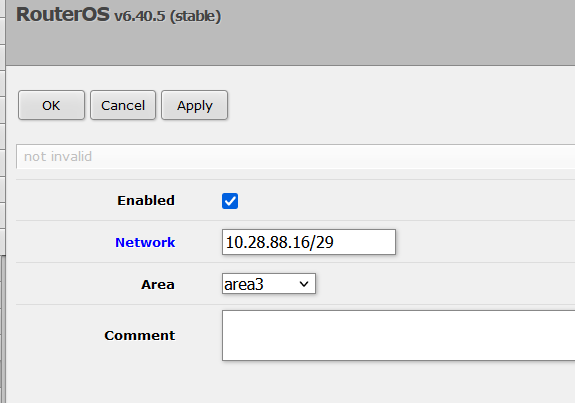 RouterOS v6.40.5 (stable)
OK Cancel Apply
not invalid
Enabled
Network 10.28.88.16/29
Area area3
Comment